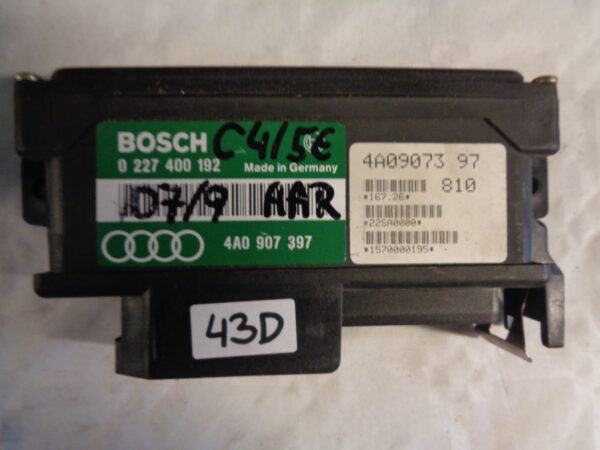 BOSCH C4/5E
0 227 400 192 Made in Germany
D7/9 AAR
4A0 907 397
4A09073 97
810
*167.26*
*225A0000*
*1570000195*
43D